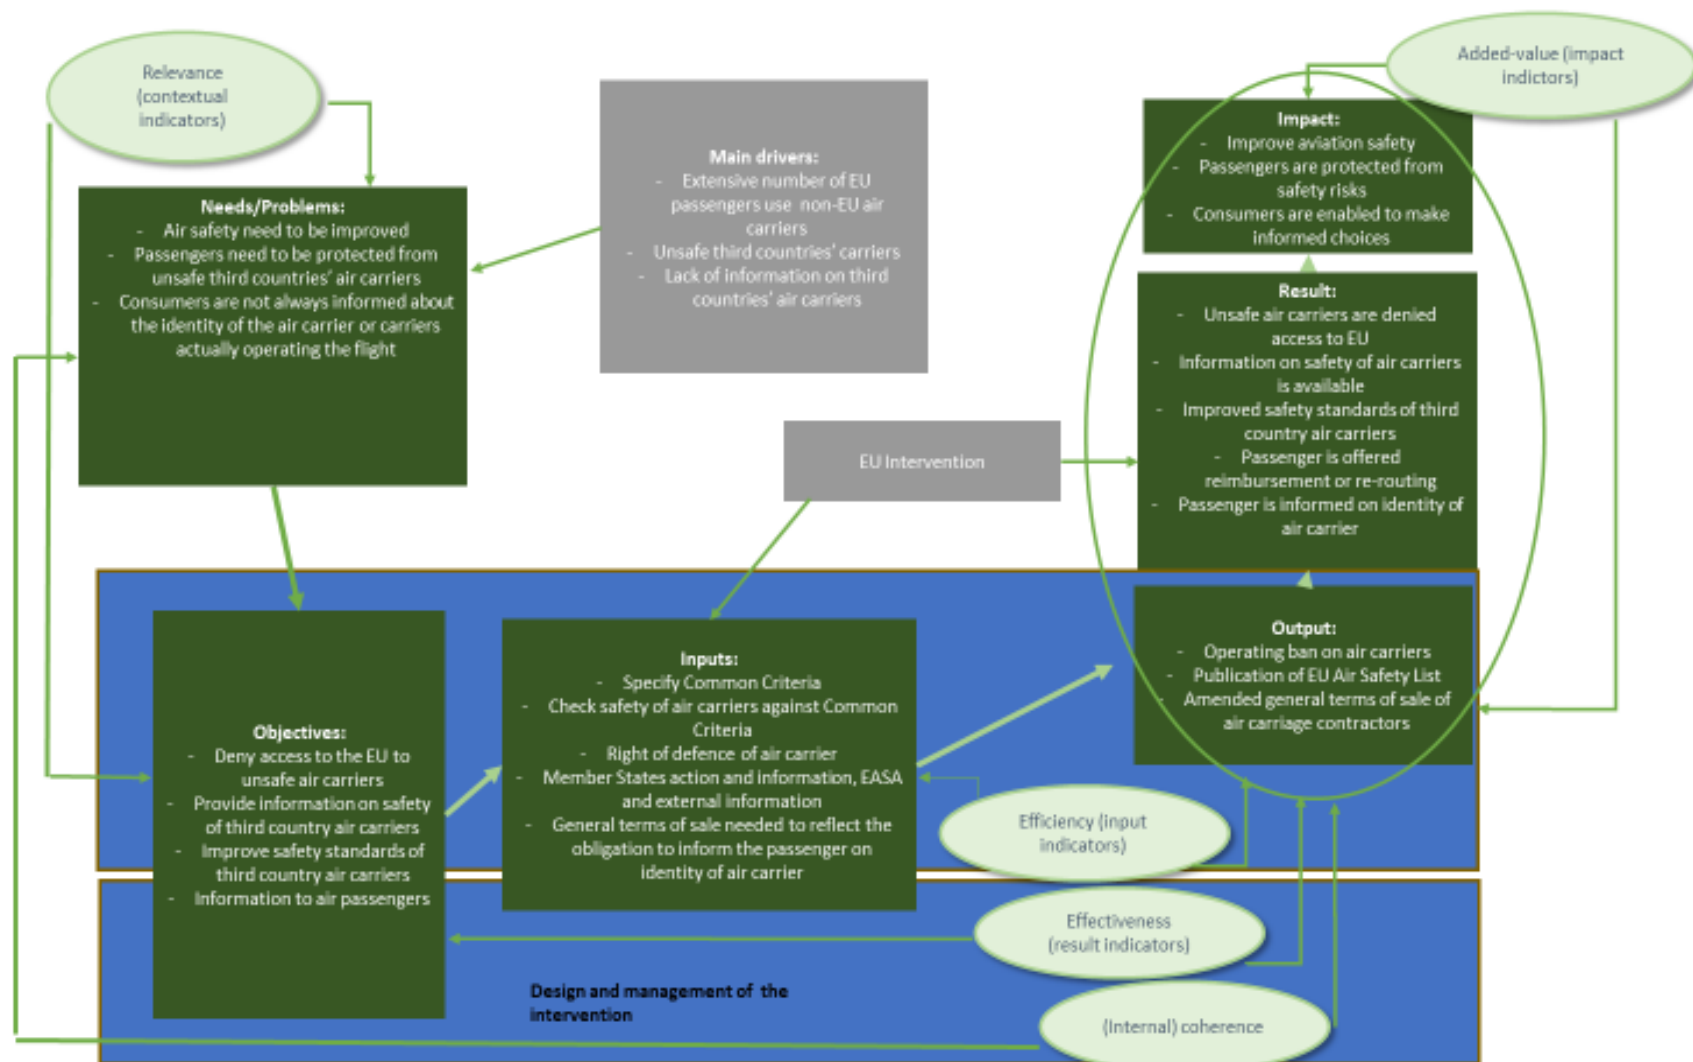 Relevance
(contextual
indicators)
Added-value (impact
indictors)
Main drivers:
- Extensive number of EU
passengers use non-EU air
carriers
- Unsafe third countries' carriers
- Lack of information on third
countries' air carriers
Impact:
- Improve aviation safety
- Passengers are protected from
safety risks
- Consumers are enabled to make
informed choices
Needs/Problems:
- Air safety need to be improved
- Passengers need to be protected from
unsafe third countries' air carriers
- Consumers are not always informed about
the identity of the air carrier or carriers
actually operating the flight
Result:
- Unsafe air carriers are denied
access to EU
- Information on safety of air carriers
is available
- Improved safety standards of third
country air carriers
- Passenger is offered
reimbursement or re-routing
- Passenger is informed on identity of
air carrier
EU Intervention
Objectives:
- Deny access to the EU to
unsafe air carriers
- Provide information on safety
of third country air carriers
- Improve safety standards of
third country air carriers
- Information to air passengers
Inputs:
- Specify Common Criteria
- Check safety of air carriers against Common
Criteria
- Right of defence of air carrier
- Member States action and information, EASA
and external information
- General terms of sale needed to reflect the
obligation to inform the passenger on
identity of air carrier
Output:
- Operating ban on air carriers
- Publication of EU Air Safety List
- Amended general terms of sale of
air carriage contractors
Efficiency (input
indicators)
Effectiveness
(result indicators)
(Internal) coherence
Design and management of the
intervention